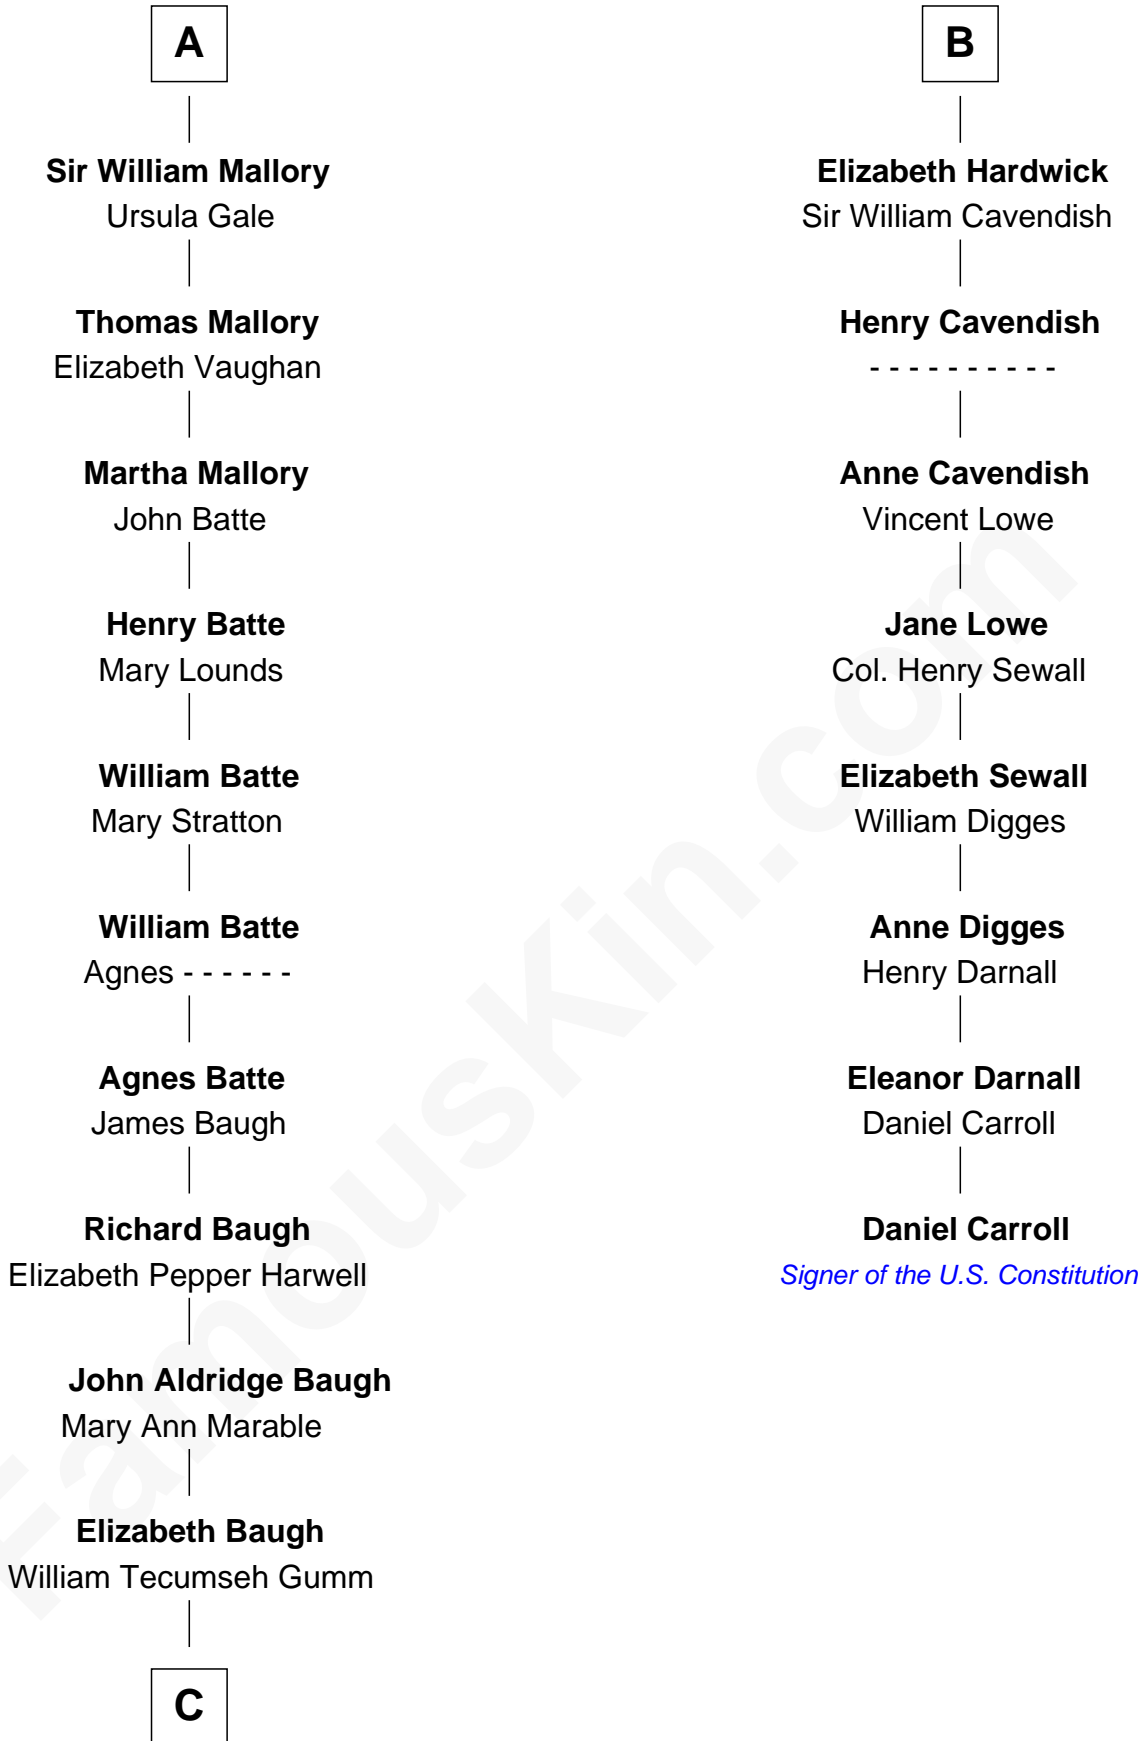 A
Sir William Mallory
Ursula Gale
Thomas Mallory
Elizabeth Vaughan
Martha Mallory
John Batte
Henry Batte
Mary Lounds
William Batte
Mary Stratton
William Batte
Agnes - - - - - -
Agnes Batte
James Baugh
Richard Baugh
Elizabeth Pepper Harwell
John Aldridge Baugh
Mary Ann Marable
Elizabeth Baugh
William Tecumseh Gumm
C
B
Elizabeth Hardwick
Sir William Cavendish
Henry Cavendish
- - - - - - - - - -
Anne Cavendish
Vincent Lowe
Jane Lowe
Col. Henry Sewall
Elizabeth Sewall
William Digges
Anne Digges
Henry Darnall
Eleanor Darnall
Daniel Carroll
Daniel Carroll
Signer of the U.S. Constitution
FamousKin.com